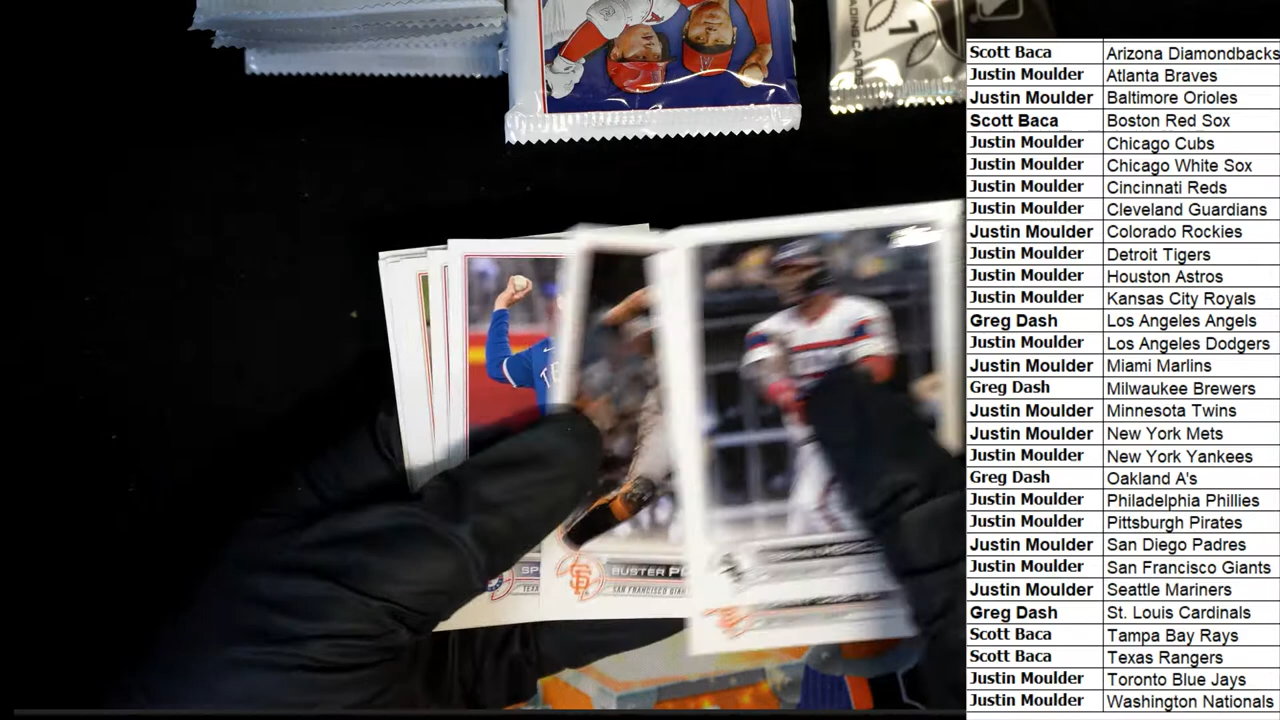 ADING CARDS
1
Scott Baca Arizona Diamondbacks
Justin Moulder Atlanta Braves
Justin Moulder Baltimore Orioles
Scott Baca Boston Red Sox
Justin Moulder Chicago Cubs
Justin Moulder Chicago White Sox
Justin Moulder Cincinnati Reds
Justin Moulder Cleveland Guardians
Justin Moulder Colorado Rockies
Justin Moulder Detroit Tigers
Justin Moulder Houston Astros
Justin Moulder Kansas City Royals
Greg Dash Los Angeles Angels
Justin Moulder Los Angeles Dodgers
Justin Moulder Miami Marlins
Greg Dash Milwaukee Brewers
Justin Moulder Minnesota Twins
Justin Moulder New York Mets
Justin Moulder New York Yankees
Greg Dash Oakland A's
Justin Moulder Philadelphia Phillies
Justin Moulder Pittsburgh Pirates
Justin Moulder San Diego Padres
Justin Moulder San Francisco Giants
Justin Moulder Seattle Mariners
Greg Dash St. Louis Cardinals
Scott Baca Tampa Bay Rays
Scott Baca Texas Rangers
Justin Moulder Toronto Blue Jays
Justin Moulder Washington Nationals
TE
SP
TEXA
SF
BUSTER P
SAN FRANCISCO GIAN